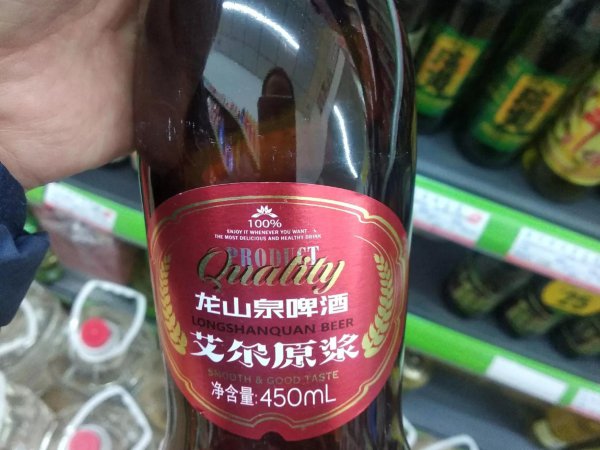 100%
ENJOY IT WHENEVER YOU WANT
THE MOST DELICIOUS AND HEALTHY DRINK
PRODUCT
Quality
龙山泉啤酒
LONGSHANQUAN BEER
艾尔原浆
SMOOTH & GOOD TASTE
净含量:450mL
25